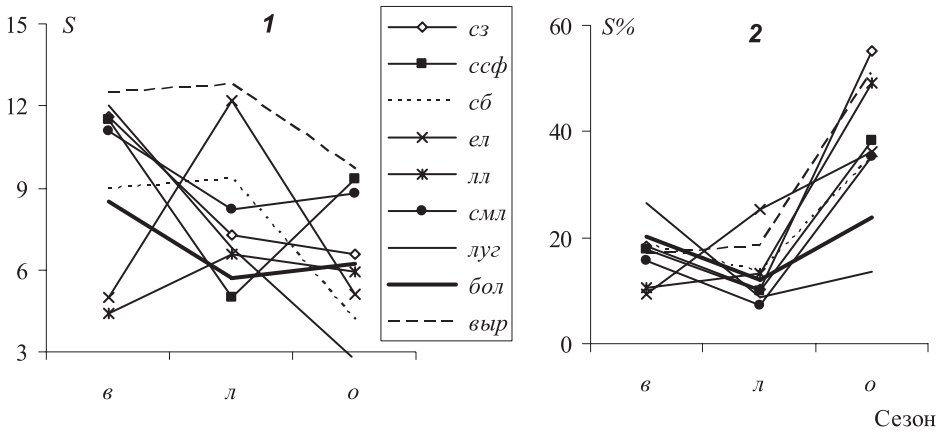 15
S
1
12
9
6
3
в
л
о
сз
ссф
сб
ел
лл
смл
луг
бол
выр
60
S%
2
40
20
0
в
л
о
Сезон